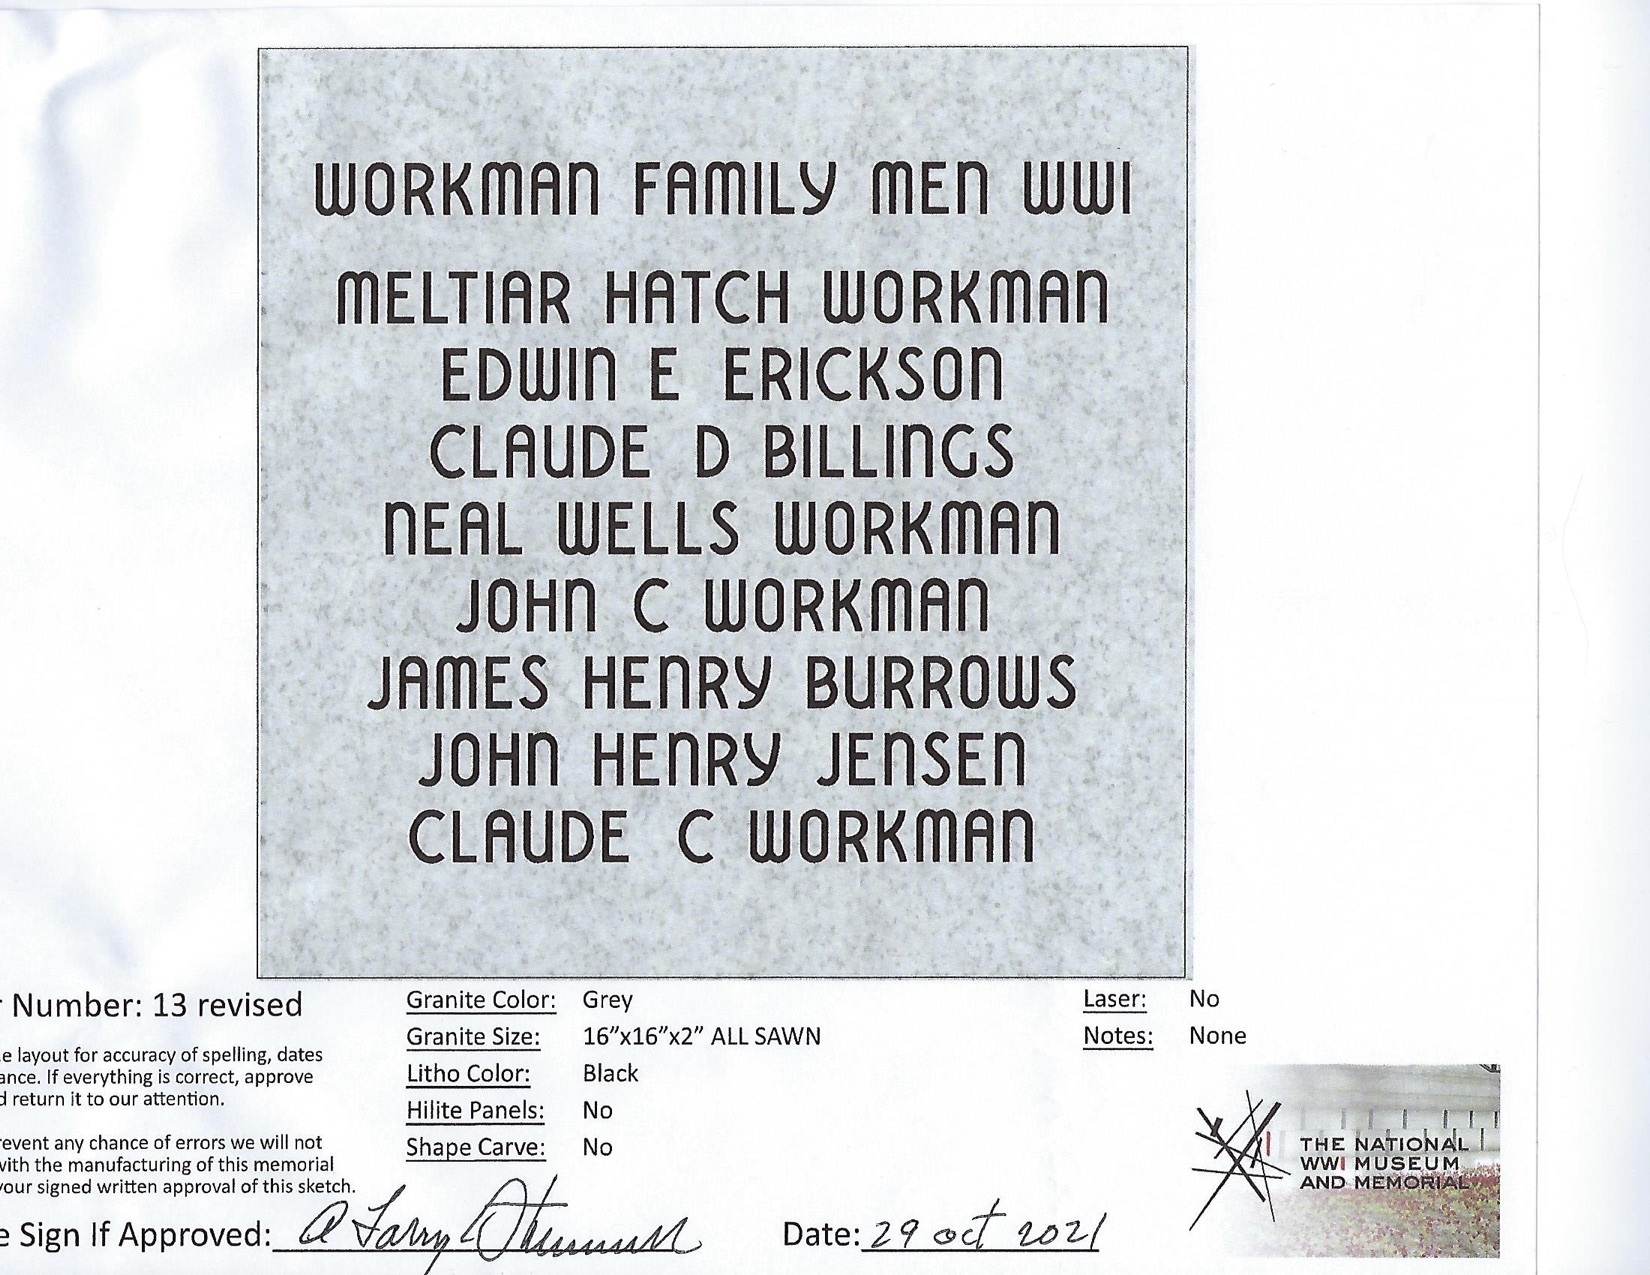 WORKMAN FAMILY MEN WWI
MELTIAR HATCH WORKMAN
EDWIN E ERICKSON
CLAUDE D BILLINGS
NEAL WELLS WORKMAN
JOHN C WORKMAN
JAMES HENRY BURROWS
JOHN HENRY JENSEN
CLAUDE C WORKMAN
Number: 13 revised
layout for accuracy of spelling, dates
If everything is correct, approve
return it to our attention.
any chance of errors we will not
with the manufacturing of this memorial
your signed written approval of this sketch.
Sign If Approved: Larry
Date: 29 oct 2021
Granite Color: Grey
Granite Size: 16"x16"x2" ALL SAWN
Litho Color: Black
Hilite Panels: No
Shape Carve: No
Laser: No
Notes: None
THE NATIONAL
WWI MUSEUM
AND MEMORIAL